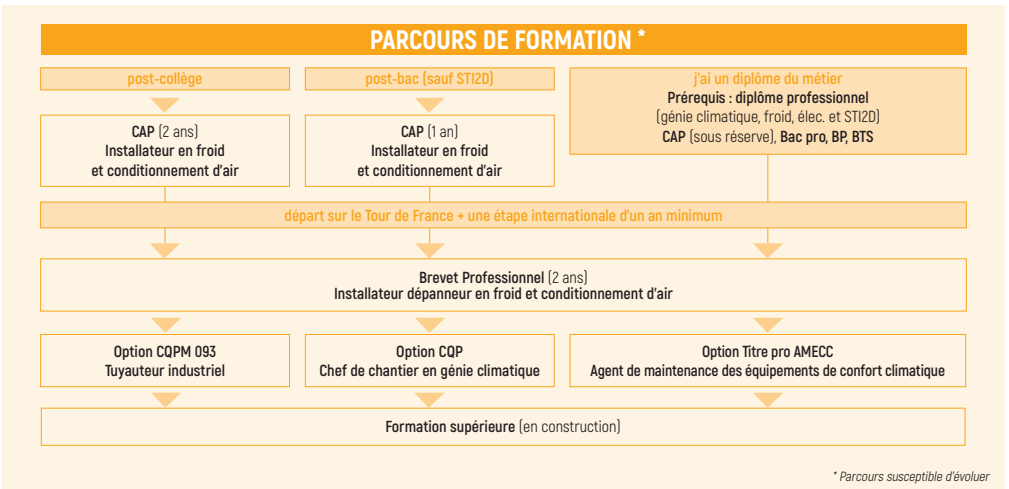 PARCOURS DE FORMATION *
post-collège
CAP (2 ans)
Installateur en froid
et conditionnement d'air
post-bac (sauf STI2D)
CAP (1 an)
Installateur en froid
et conditionnement d'air
j'ai un diplôme du métier
Prérequis : diplôme professionnel
(génie climatique, froid, élec. et STI2D)
CAP (sous réserve), Bac pro, BP, BTS
départ sur le Tour de France + une étape internationale d'un an minimum
Brevet Professionnel (2 ans)
Installateur dépanneur en froid et conditionnement d'air
Option CQPM 093
Tuyauteur industriel
Option CQP
Chef de chantier en génie climatique
Option Titre pro AMECC
Agent de maintenance des équipements de confort climatique
Formation supérieure (en construction)
* Parcours susceptible d'évoluer